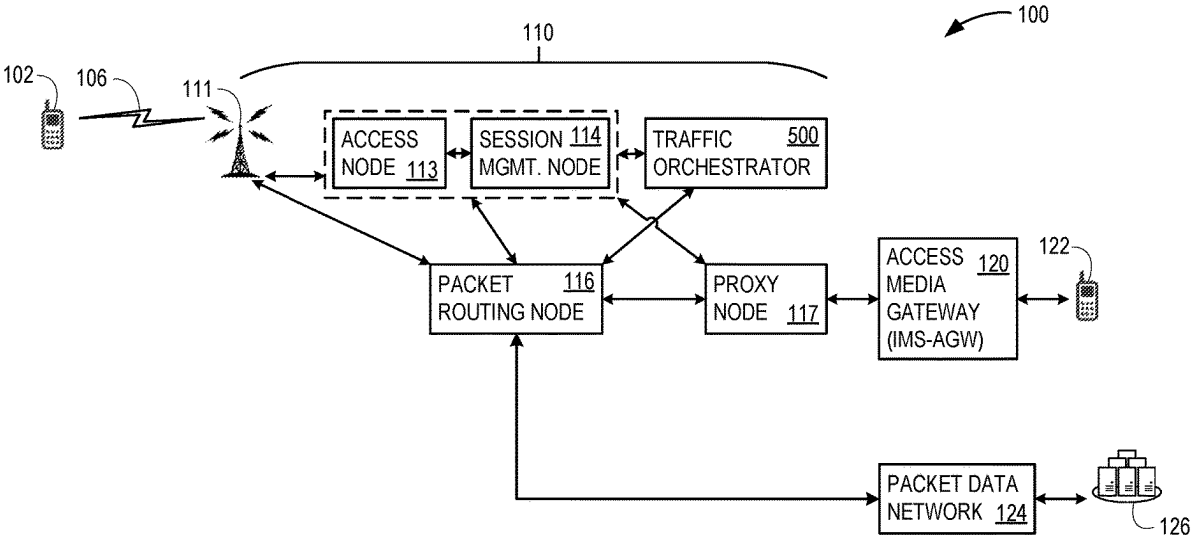 100
110
102
106
111
ACCESS
NODE 113
SESSION 114
MGMT. NODE
TRAFFIC 500
ORCHESTRATOR
PACKET 116
ROUTING NODE
PROXY
NODE 117
ACCESS 120
MEDIA
GATEWAY
(IMS-AGW)
122
PACKET DATA
NETWORK 124
126